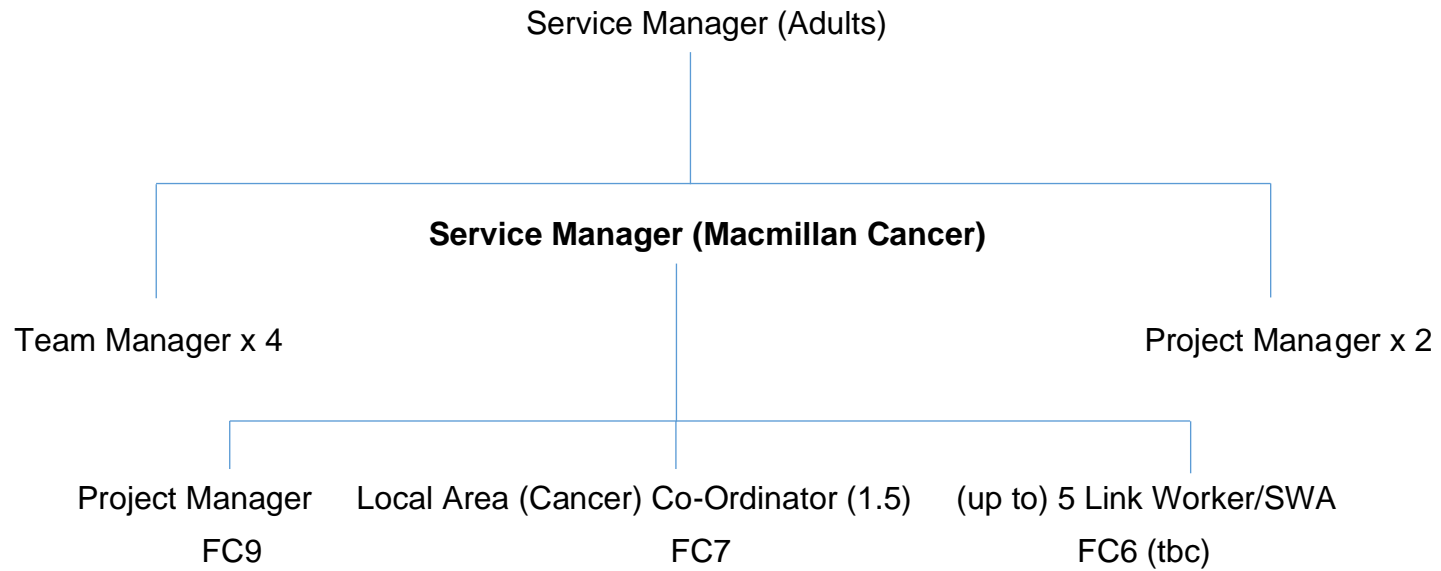 Service Manager (Adults)
Service Manager (Macmillan Cancer)
Team Manager x 4
Project Manager x 2
Project Manager
Local Area (Cancer) Co-Ordinator (1.5)
(up to) 5 Link Worker/SWA
FC9
FC7
FC6 (tbc)